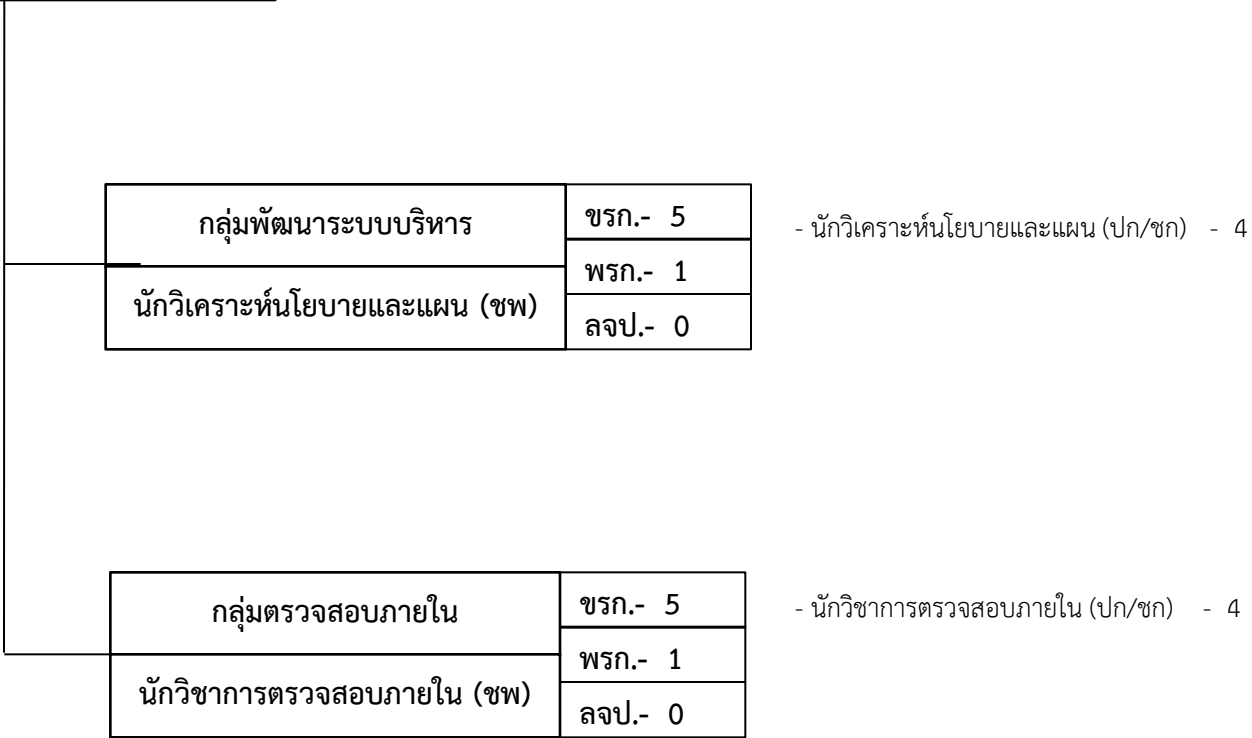 กลุ่มพัฒนาระบบบริหาร
นักวิเคราะห์นโยบายและแผน (ชพ)
ขรก.- 5
พรก.- 1
ลจป.- 0
- นักวิเคราะห์นโยบายและแผน (ปก/ชก) - 4
กลุ่มตรวจสอบภายใน
นักวิชาการตรวจสอบภายใน (ชพ)
ขรก.- 5
พรก.- 1
ลจป.- 0
- นักวิชาการตรวจสอบภายใน (ปก/ชก) - 4